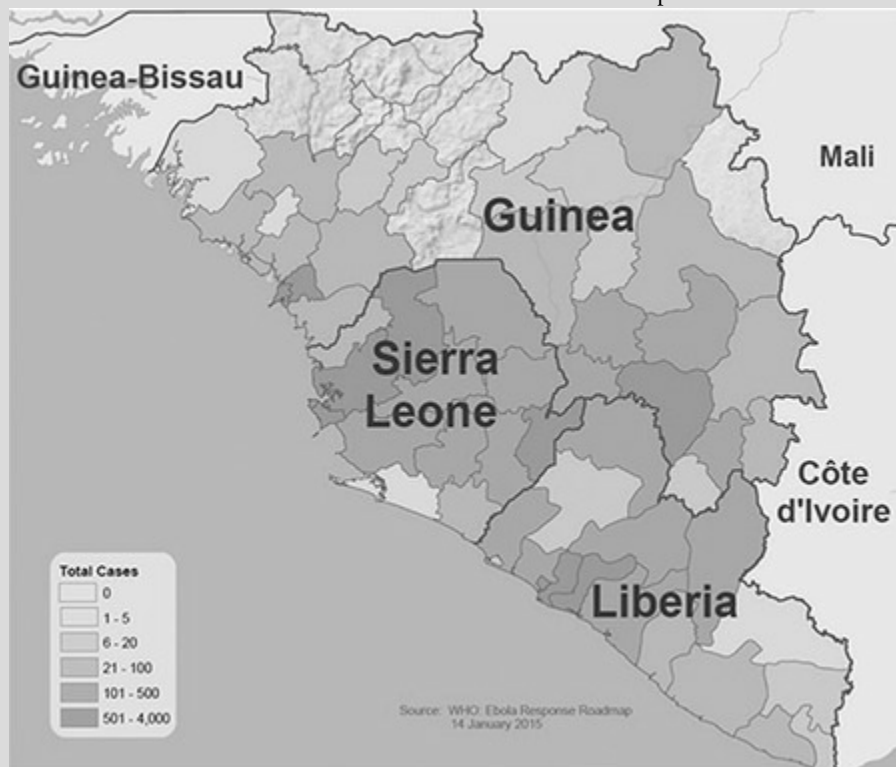 Guinea-Bissau
Mali
Guinea
Sierra
Leone
Côte
d'Ivoire
Liberia
Total Cases
0
1 - 5
6 - 20
21 - 100
101 - 500
501 - 4,000
Source: WHO: Ebola Response Roadmap
14 January 2015